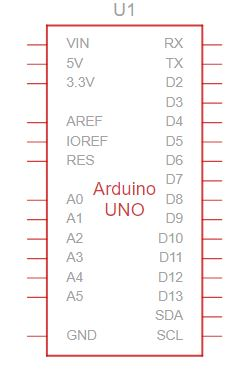 U1
VIN RX
5V TX
3.3V D2
D3
AREF D4
IOREF D5
RES D6
D7
A0 D8
Arduino
UNO
A1 D9
A2 D10
A3 D11
A4 D12
A5 D13
SDA
GND SCL